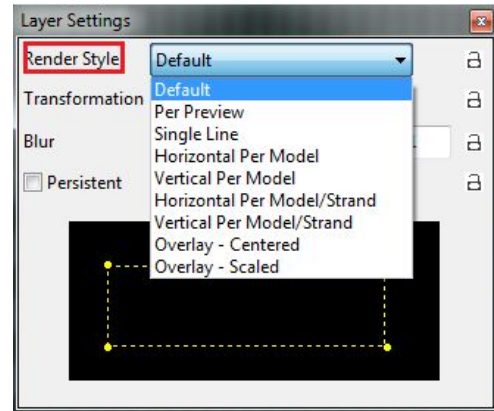 Layer Settings
x
Render Style Default
Transformation
Blur
Persistent
Default
Per Preview
Single Line
Horizontal Per Model
Vertical Per Model
Horizontal Per Model/Strand
Vertical Per Model/Strand
Overlay - Centered
Overlay - Scaled